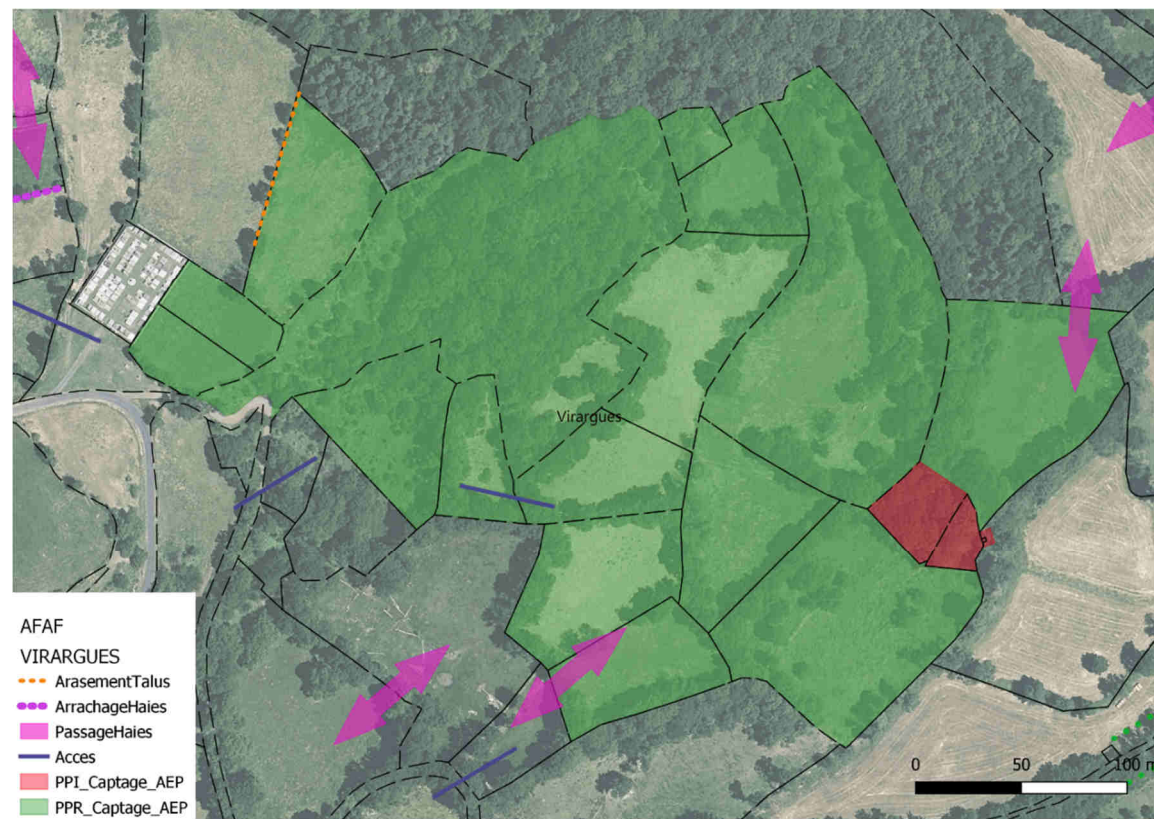 Virargues
AFAF
VIRARGUES
ArasementTalus
ArrachageHaies
PassageHaies
Acces
PPI_Captage_AEP
PPR_Captage_AEP
0 50 100 m